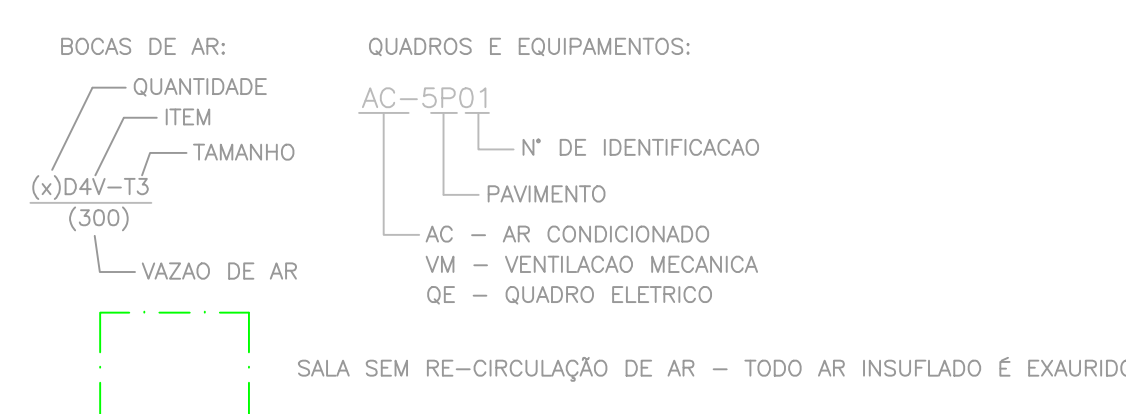 BOCAS DE AR:
QUANTIDADE
ITEM
TAMANHO
(x)D4V-T3
(300)
VAZAO DE AR
QUADROS E EQUIPAMENTOS:
AC-5P01
N° DE IDENTIFICACAO
PAVIMENTO
AC - AR CONDICIONADO
VM - VENTILACAO MECANICA
QE - QUADRO ELETRICO
SALA SEM RE-CIRCULAÇÃO DE AR - TODO AR INSUFLADO É EXAURIDO